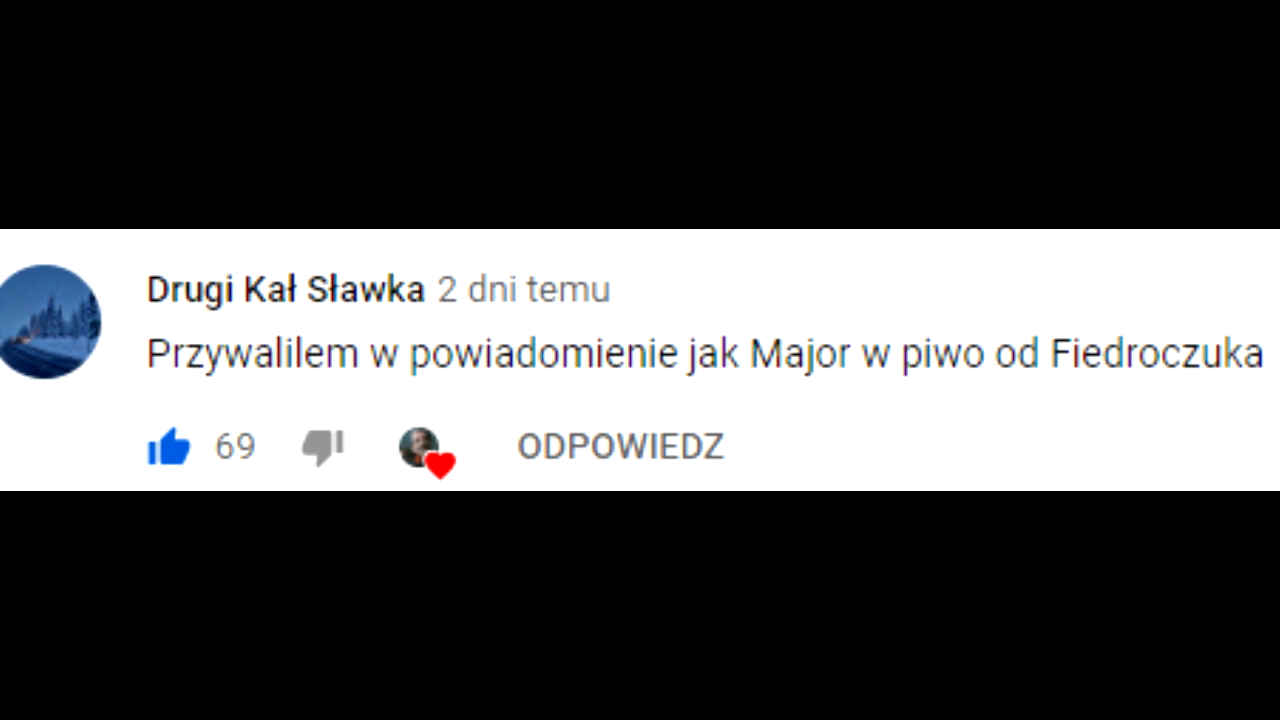 Drugi Kał Sławka 2 dni temu
Przywalilem w powiadomienie jak Major w piwo od Fiedroczuka
69 ODPOWIEDZ